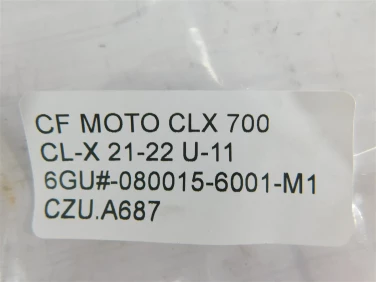 CF MOTO CLX 700
CL-X 21-22 U-11
6GU#-080015-6001-M1
CZU.A687